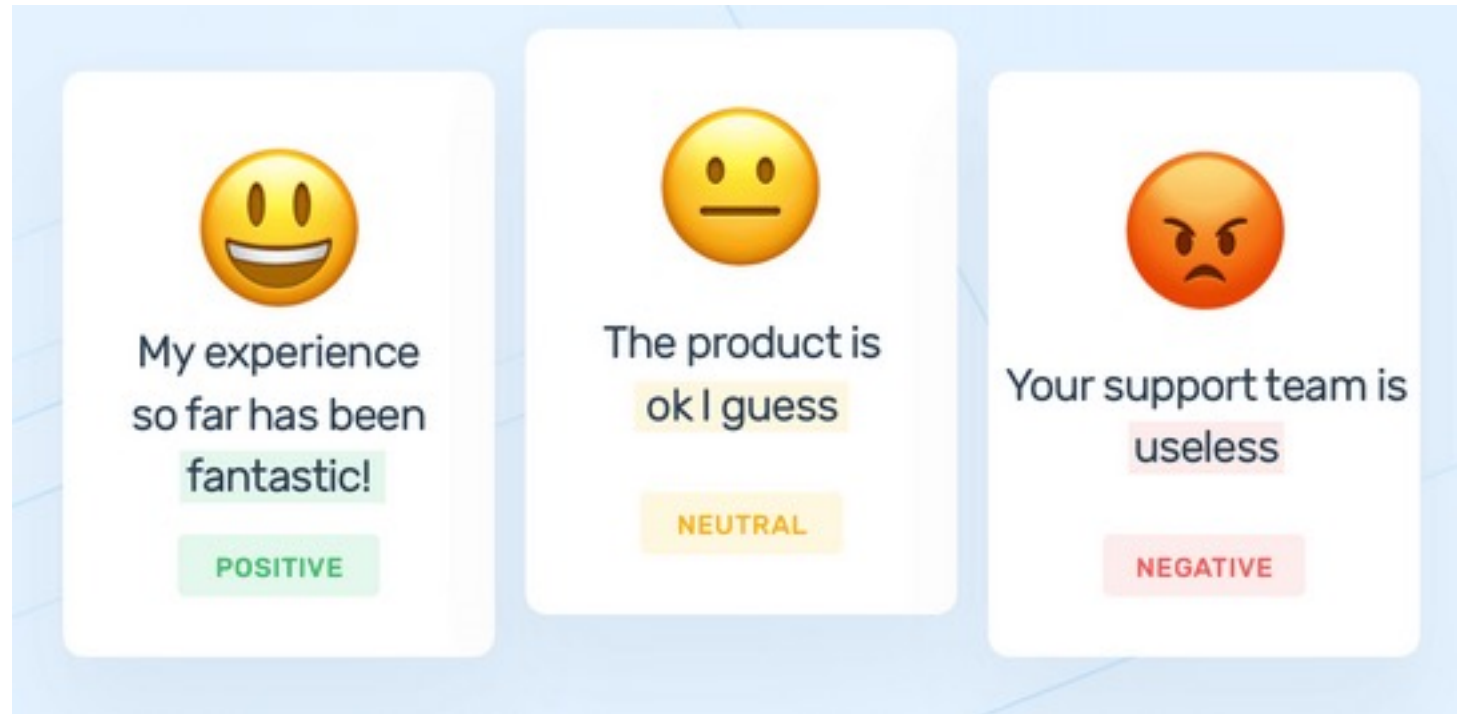 My experience
so far has been
fantastic!
POSITIVE
The product is
ok I guess
NEUTRAL
Your support team is
useless
NEGATIVE